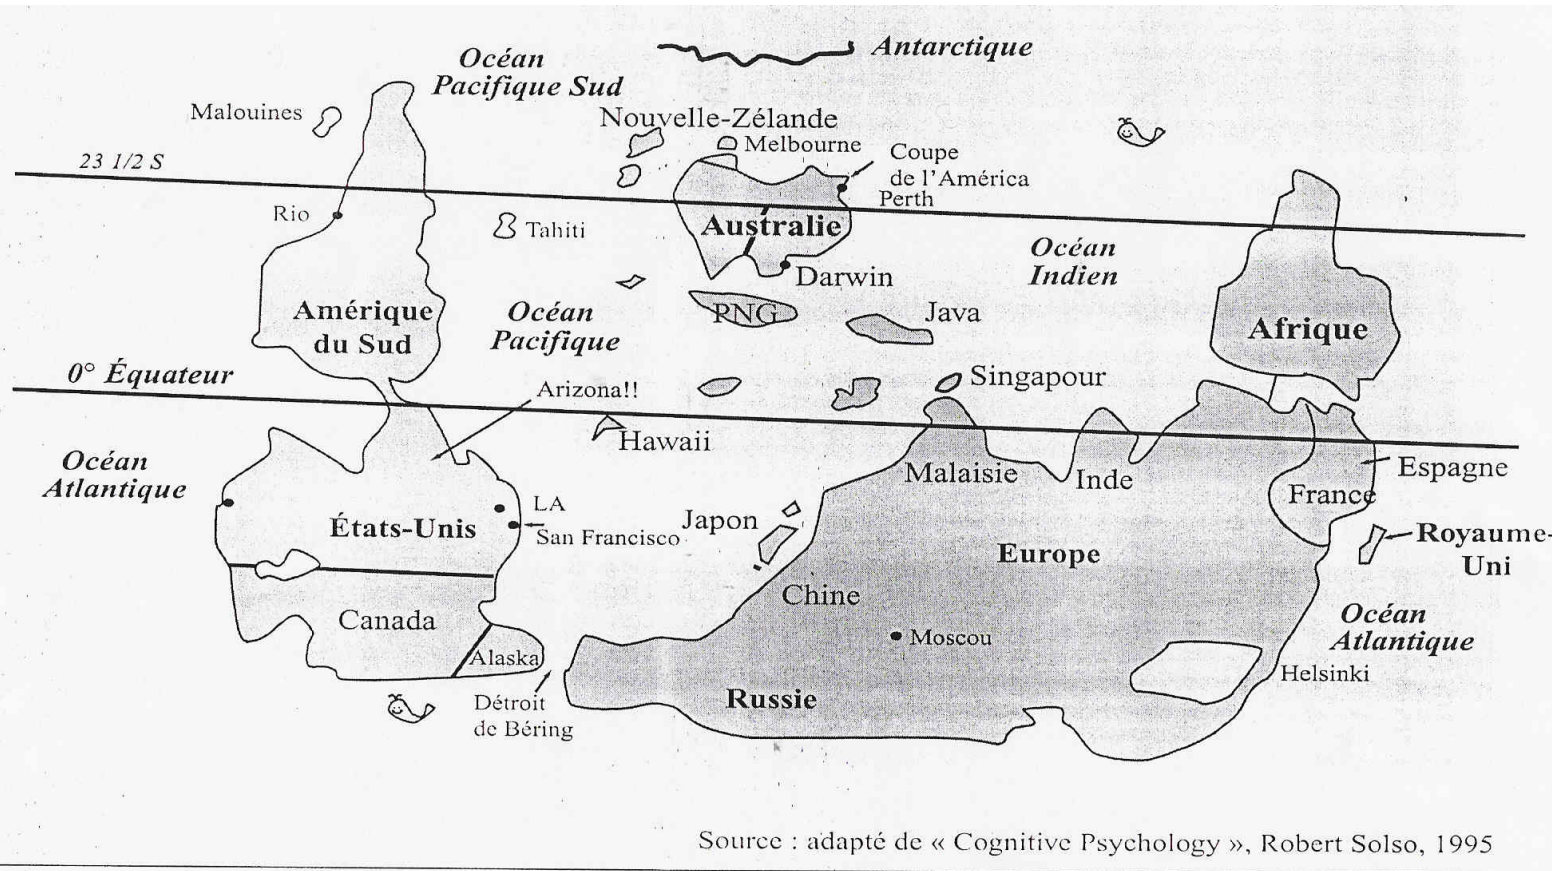 Océan
Pacifique Sud
Antarctique
Malouines
Nouvelle-Zélande
Melbourne
Coupe
de l’América
Perth
23 1/2 S
Rio
Tahiti
Australie
Océan
Indien
Darwin
Amérique
du Sud
Océan
Pacifique
PNG
Java
Afrique
0° Équateur
Arizona!!
Singapour
Hawaii
Océan
Atlantique
Malaisie
Inde
Espagne
France
États-Unis
LA
San Francisco
Japon
Europe
Royaume-
Uni
Chine
Canada
Moscou
Océan
Atlantique
Alaska
Helsinki
Détroit
de Béring
Russie
Source : adapté de « Cognitive Psychology », Robert Solso, 1995